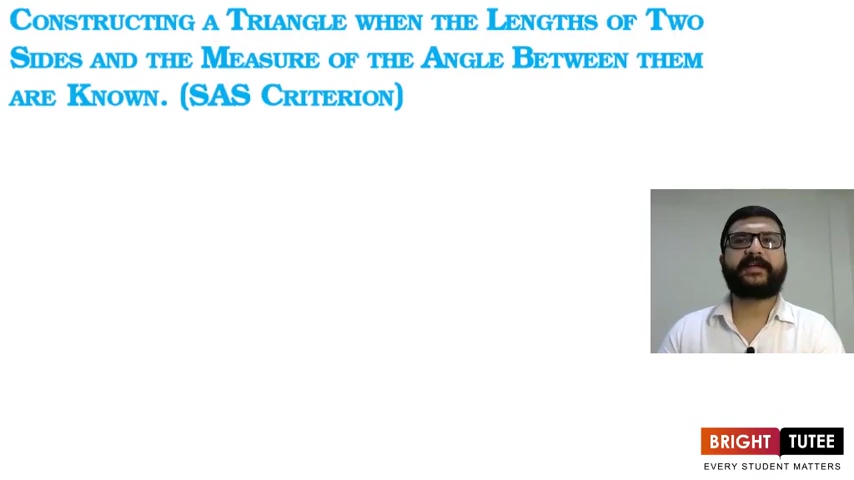 Constructing a Triangle when the Lengths of Two
Sides and the Measure of the Angle Between them
are Known. (SAS Criterion)
BRIGHT TUTEE
EVERY STUDENT MATTERS